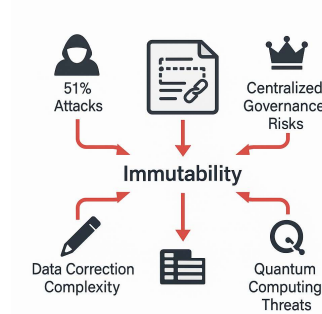 51%
Attacks
Centralized
Governance
Risks
Immutability
Data Correction
Complexity
Quantum
Computing
Threats